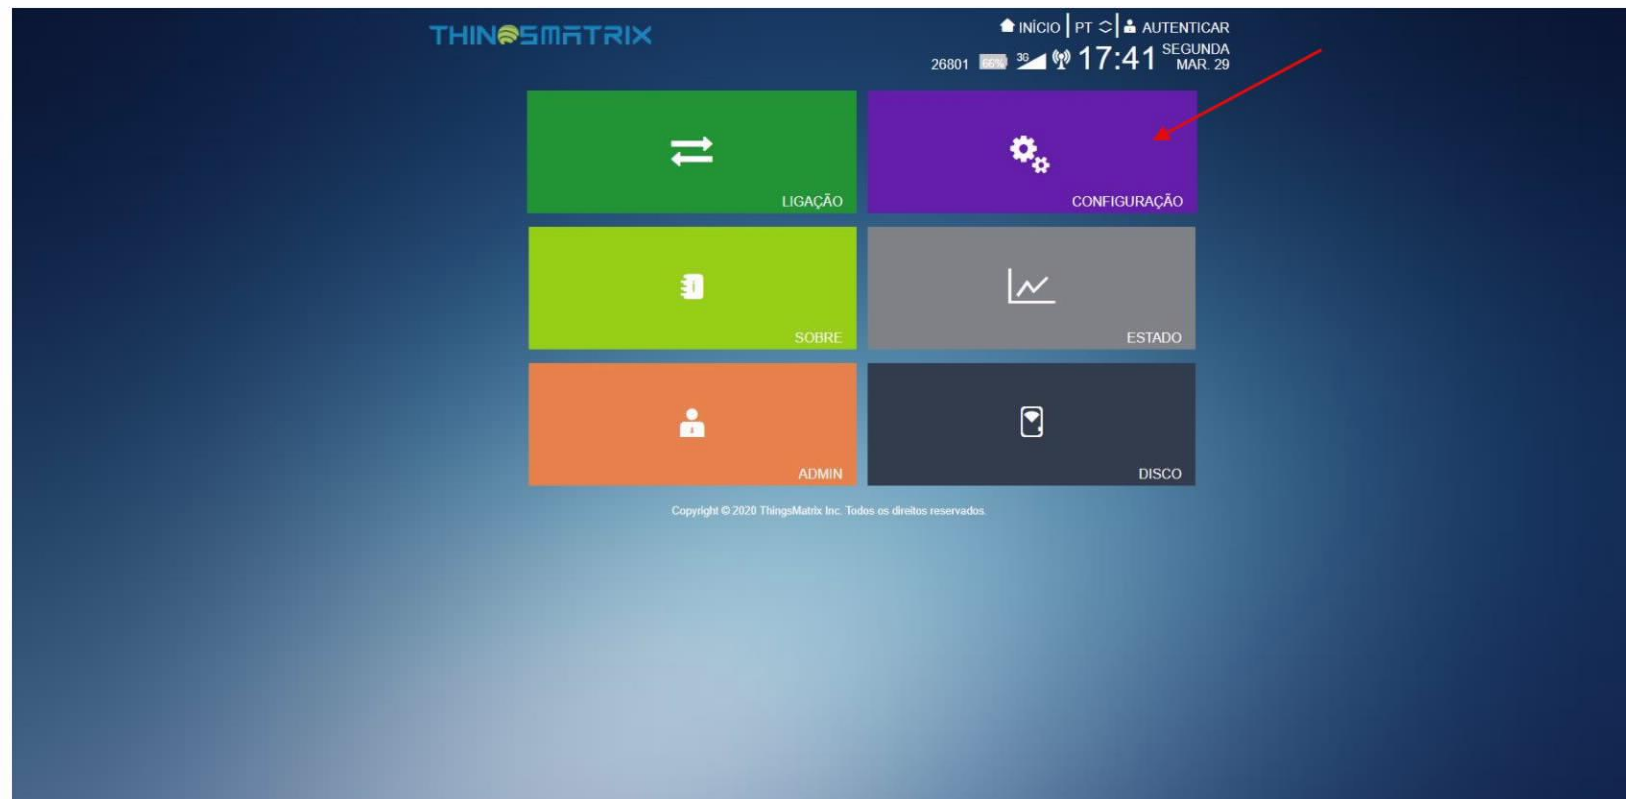 THINGSMATRIX
INÍCIO | PT | AUTENTICAR
26801 66% 3G 17:41 SEGUNDA
MAR. 29
LIGAÇÃO
CONFIGURAÇÃO
SOBRE
ESTADO
ADMIN
DISCO
Copyright © 2020 ThingsMatrix Inc. Todos os direitos reservados.